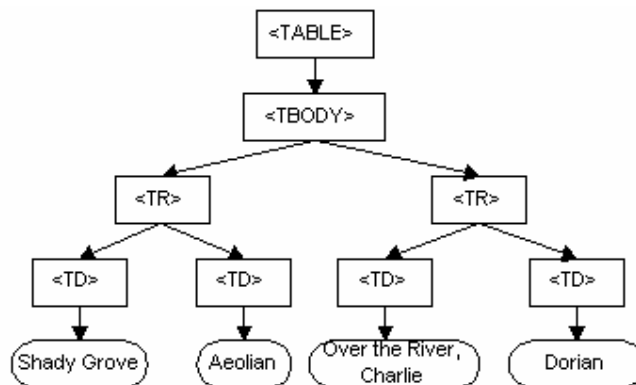 <TABLE>
<TBODY>
<TR> <TR>
<TD> <TD> <TD> <TD>
Shady Grove Aeolian Over the River, Dorian
Charlie